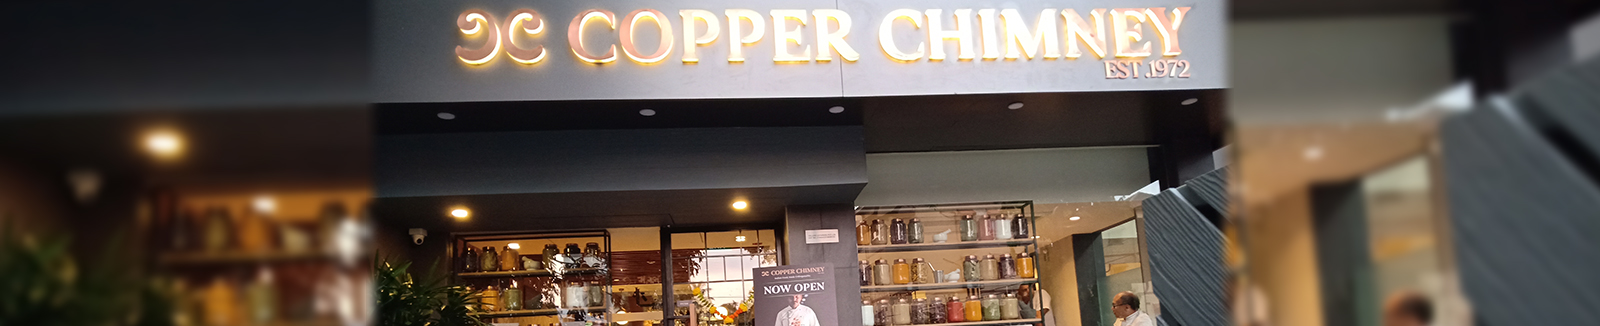 COPPER CHIMNEY
EST.1972
COPPER CHIMNEY
NOW OPEN